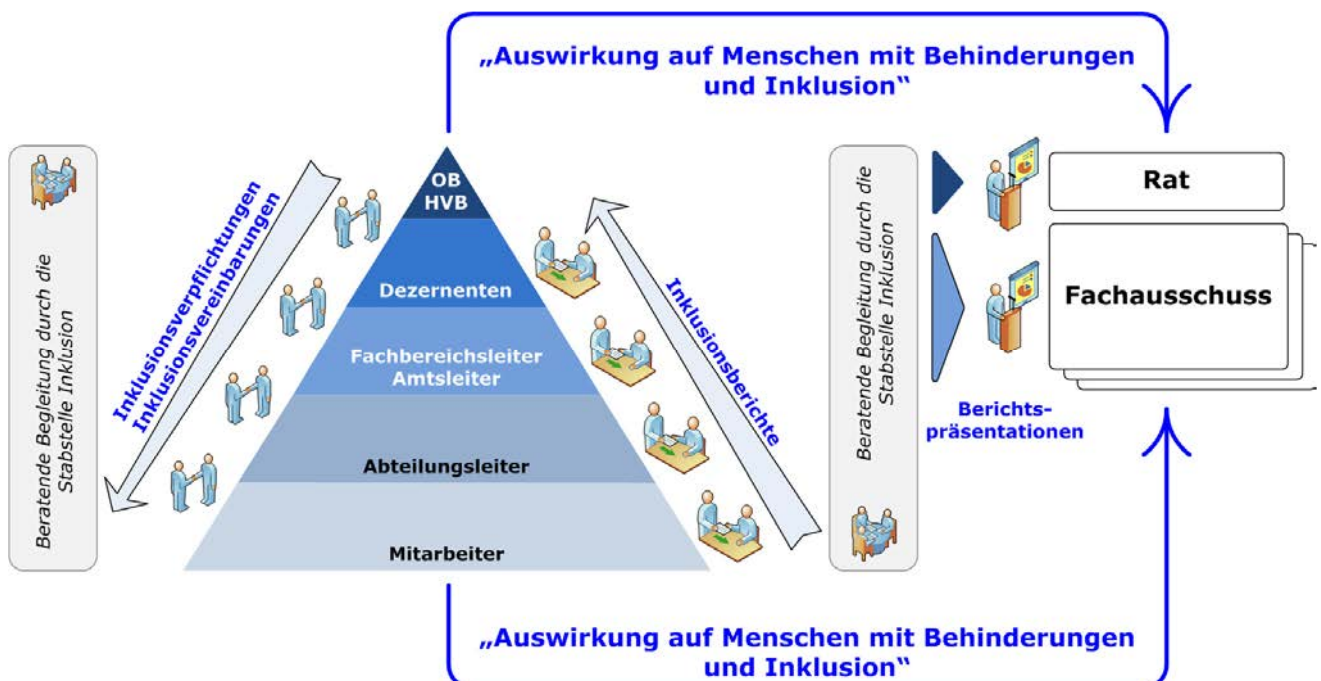 „Auswirkung auf Menschen mit Behinderungen
und Inklusion“
Beratende Begleitung durch die
Stabstelle Inklusion
Inklusionsverpflichtungen
Inklusionsvereinbarungen
OB
HVB
Dezernenten
Fachbereichsleiter
Amtsleiter
Abteilungsleiter
Mitarbeiter
Inklusionsberichte
Beratende Begleitung durch die
Stabstelle Inklusion
Rat
Fachausschuss
Berichts-
präsentationen
„Auswirkung auf Menschen mit Behinderungen
und Inklusion“